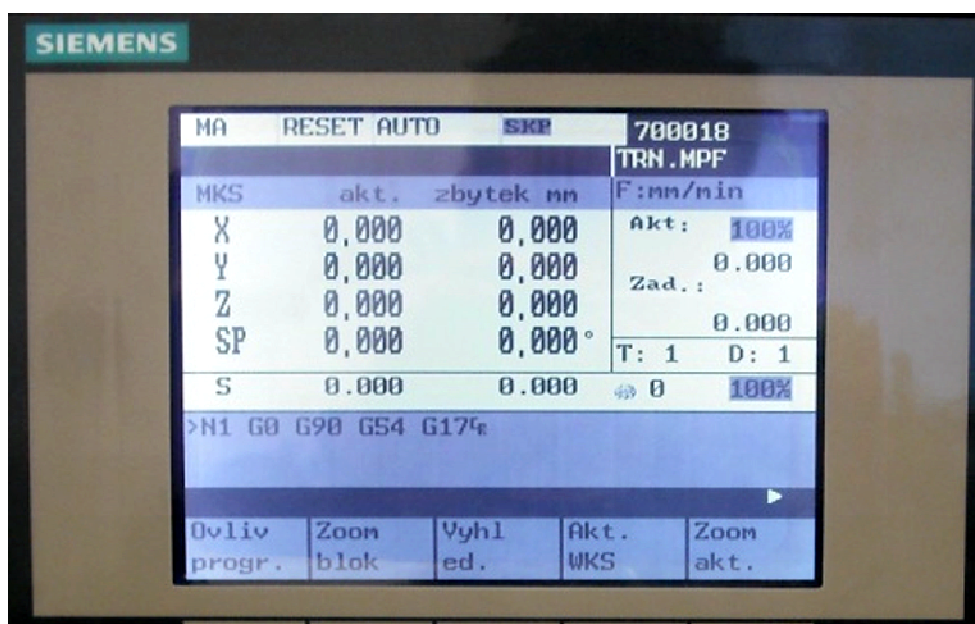 SIEMENS
MA RESET AUTO SKP 700018
TRN.MPF
MKS akt. zbytek mm F:mm/min
X 0,000 0,000 Akt: 100%
Y 0,000 0,000 0.000
Z 0,000 0,000 Zad.:
0.000
SP 0,000 0,000° T: 1 D: 1
S 0.000 0.000 0 100%
>N1 G0 G90 G54 G17CR
Ovliv progr.
Zoom blok
Vyhl ed.
Akt. WKS
Zoom akt.